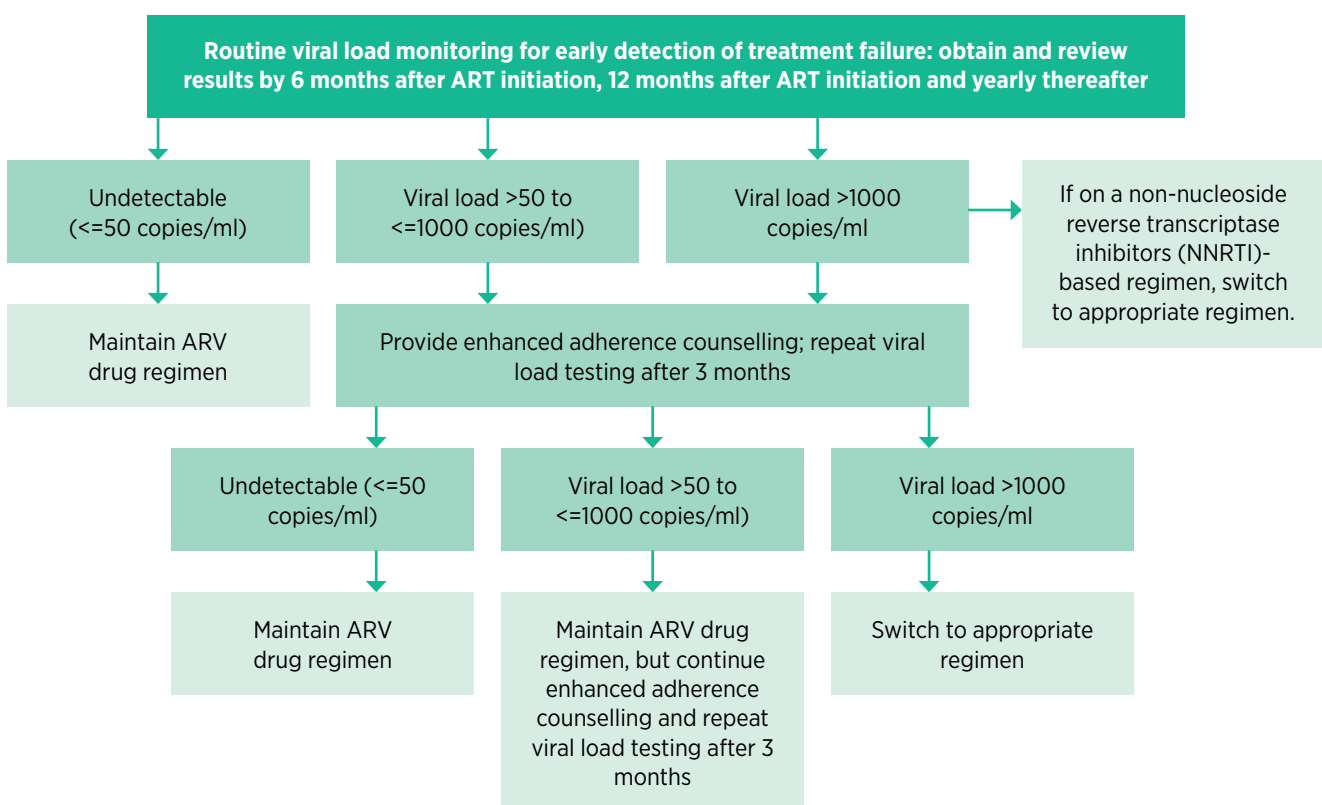 Routine viral load monitoring for early detection of treatment failure: obtain and review
results by 6 months after ART initiation, 12 months after ART initiation and yearly thereafter
Undetectable
(<=50 copies/ml)
Viral load >50 to
<=1000 copies/ml)
Viral load >1000
copies/ml
If on a non-nucleoside
reverse transcriptase
inhibitors (NNRTI)-
based regimen, switch
to appropriate regimen.
Maintain ARV
drug regimen
Provide enhanced adherence counselling; repeat viral
load testing after 3 months
Undetectable (<=50
copies/ml)
Viral load >50 to
<=1000 copies/ml)
Viral load >1000
copies/ml
Maintain ARV
drug regimen
Maintain ARV drug
regimen, but continue
enhanced adherence
counselling and repeat
viral load testing after 3
months
Switch to appropriate
regimen